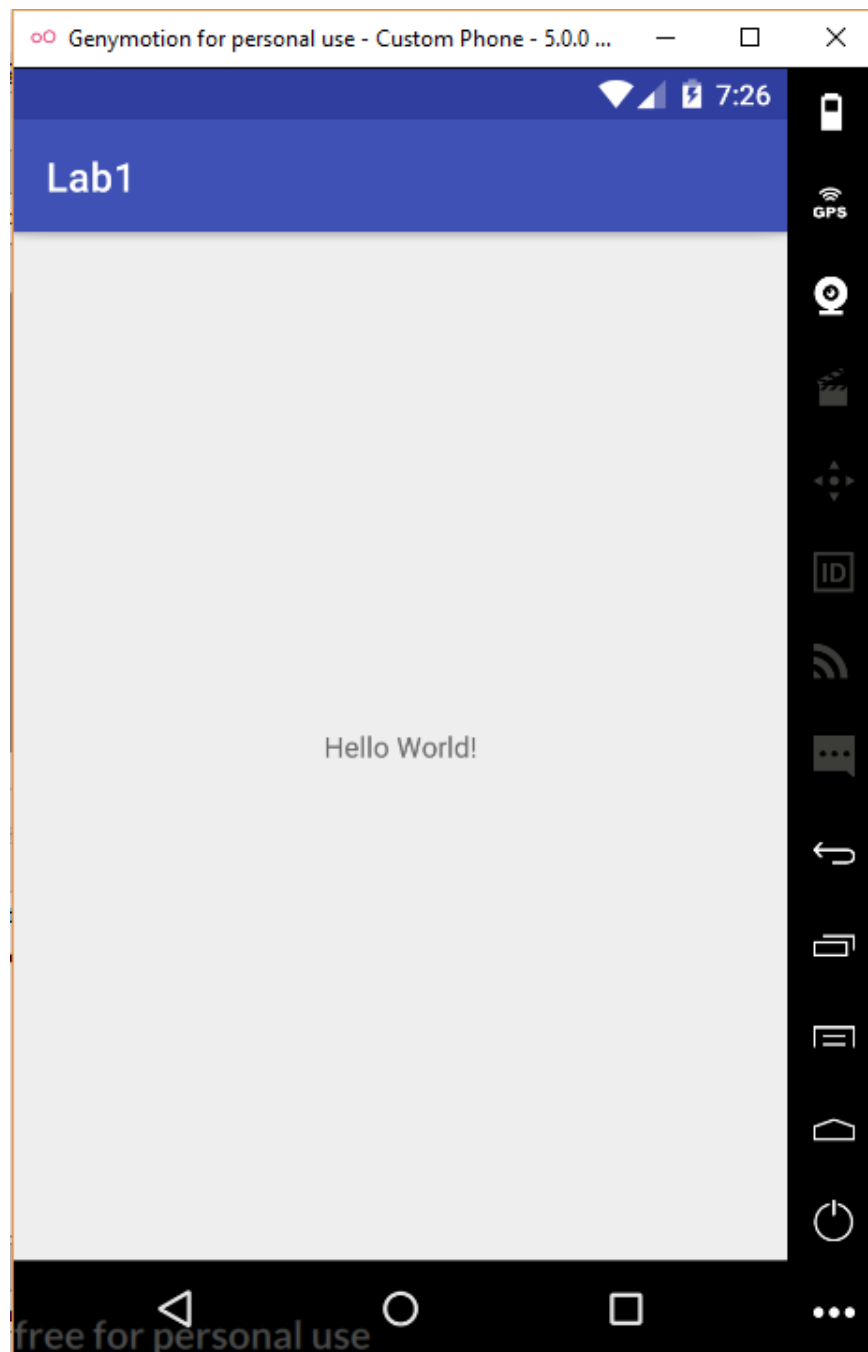 Genymotion for personal use - Custom Phone - 5.0.0 ...
7:26
Lab1
GPS
ID
Hello World!
free for personal use